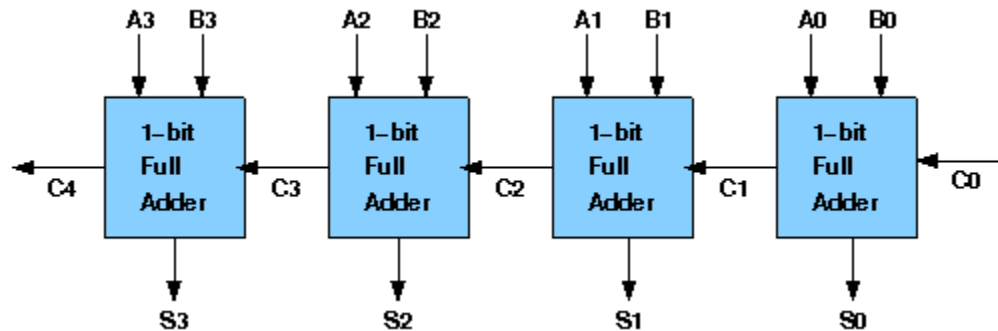 A3 B3 A2 B2 A1 B1 A0 B0
1-bit 1-bit 1-bit 1-bit
Full Full Full Full
Adder Adder Adder Adder
C4 C3 C2 C1 C0
S3 S2 S1 S0